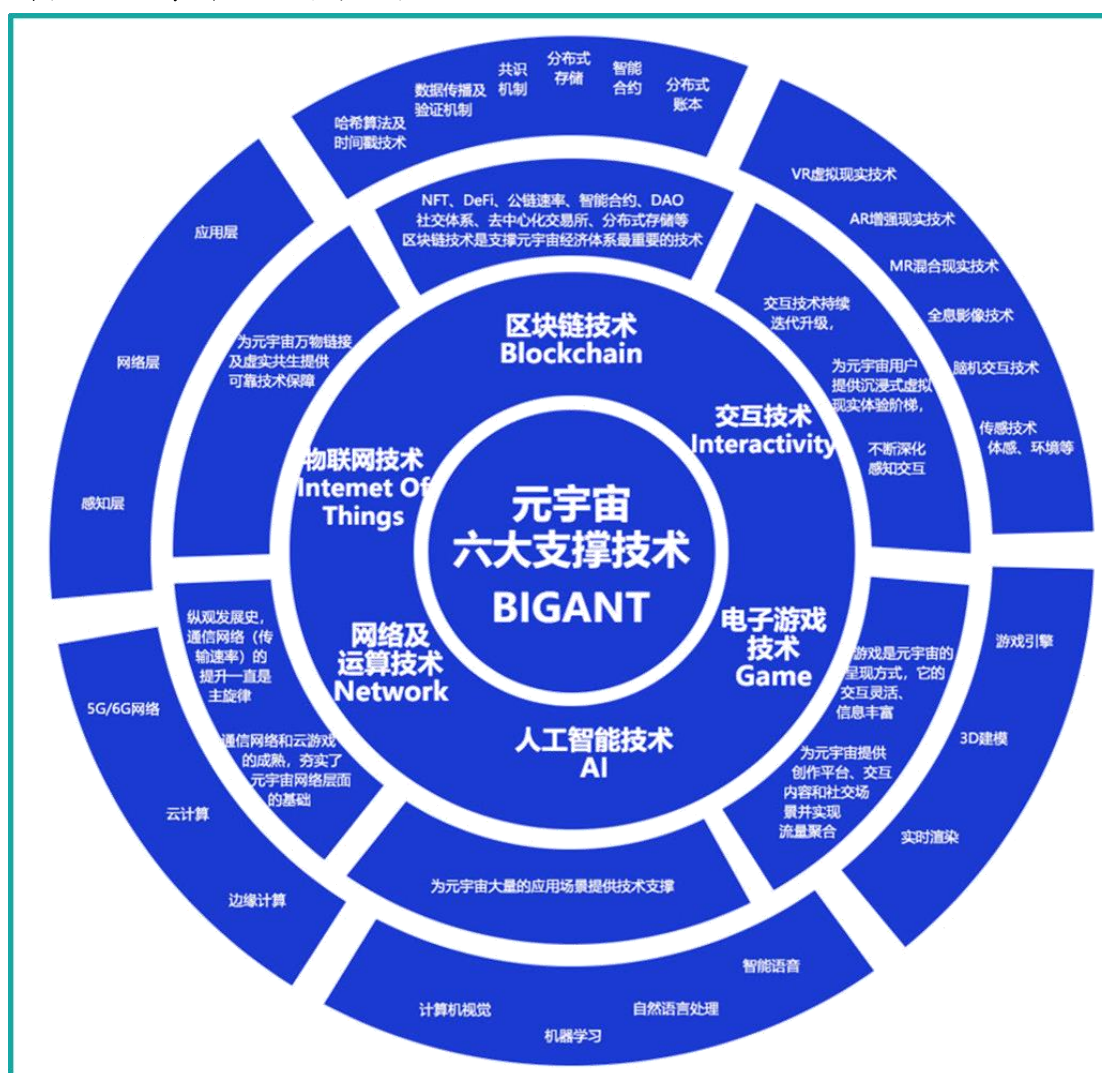 元宇宙
六大支撑技术
BIGANT
区块链技术
Blockchain
NFT、DeFi、公链速率、智能合约、DAO
社交体系、去中心化交易所、分布式存储等
区块链技术是支撑元宇宙经济体系最重要的技术
哈希算法及
时间戳技术
数据传播及
验证机制
共识
机制
分布式
存储
智能
合约
分布式
账本
交互技术
Interactivity
交互技术持续
迭代升级，
为元宇宙用户
提供沉浸式虚拟
现实体验阶梯，
不断深化
感知交互
VR虚拟现实技术
AR增强现实技术
MR混合现实技术
全息影像技术
脑机交互技术
传感技术
体感、环境等
电子游戏
技术
Game
游戏是元宇宙的
呈现方式，它的
交互灵活、
信息丰富
为元宇宙提供
创作平台、交互
内容和社交场
景并实现
流量聚合
游戏引擎
3D建模
实时渲染
人工智能技术
AI
为元宇宙大量的应用场景提供技术支撑
智能语音
自然语言处理
机器学习
计算机视觉
网络及
运算技术
Network
纵观发展史，
通信网络（传
输速率）的
提升一直是
主旋律
通信网络和云游戏
的成熟，夯实了
元宇宙网络层面
的基础
5G/6G网络
云计算
边缘计算
物联网技术
Intemet Of
Things
为元宇宙万物链接
及虚实共生提供
可靠技术保障
应用层
网络层
感知层